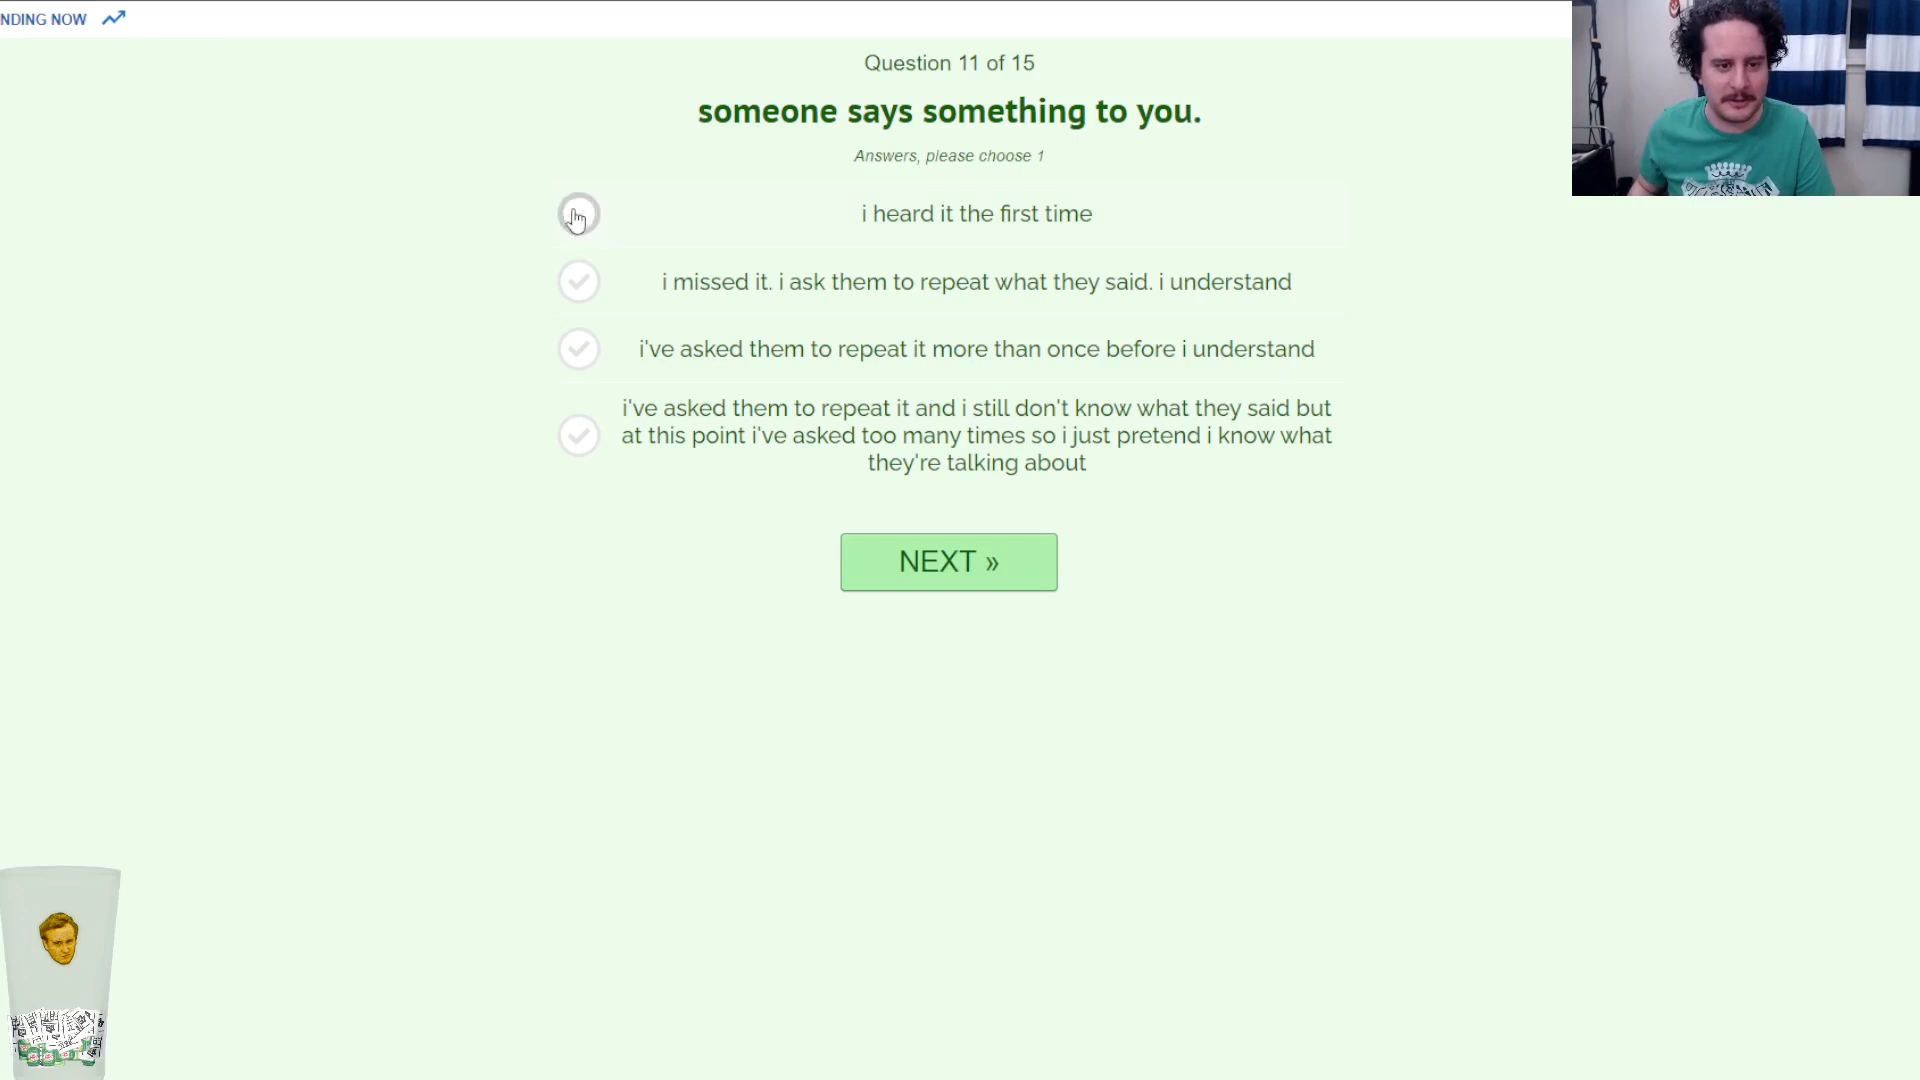 NDING NOW
Question 11 of 15
someone says something to you.
Answers, please choose 1
i heard it the first time
i missed it. i ask them to repeat what they said. i understand
i've asked them to repeat it more than once before i understand
i've asked them to repeat it and i still don't know what they said but
at this point i've asked too many times so i just pretend i know what
they're talking about
NEXT »